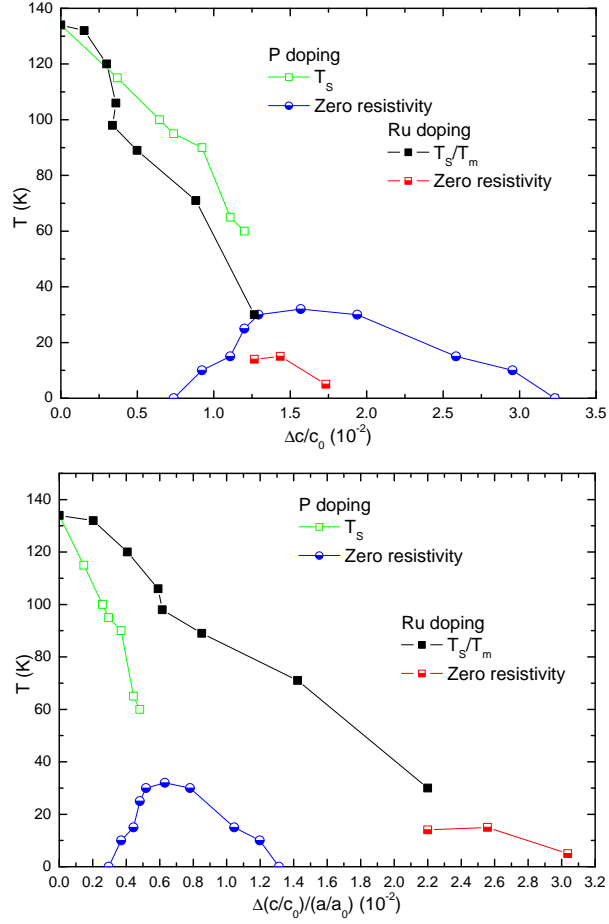 140
120
100
80
60
40
20
0
T (K)
P doping
T_S
Zero resistivity
Ru doping
T_S/T_m
Zero resistivity
0.0 0.5 1.0 1.5 2.0 2.5 3.0 3.5
Δc/c_0 (10^-2)
140
120
100
80
60
40
20
0
T (K)
P doping
T_S
Zero resistivity
Ru doping
T_S/T_m
Zero resistivity
0.0 0.2 0.4 0.6 0.8 1.0 1.2 1.4 1.6 1.8 2.0 2.2 2.4 2.6 2.8 3.0 3.2
Δ(c/c_0)/(a/a_0) (10^-2)